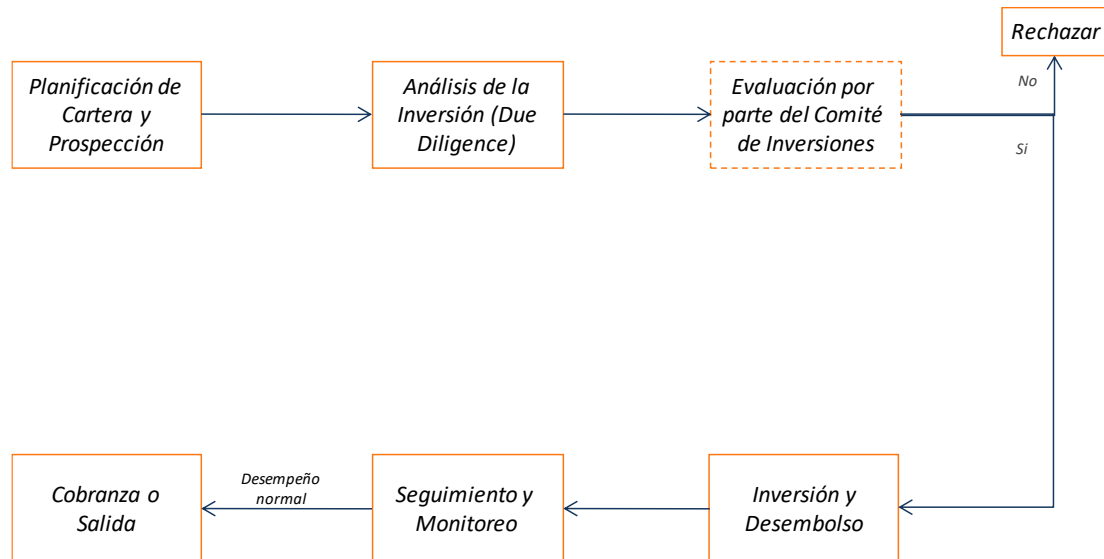 Rechazar
Planificación de
Cartera y
Prospección
Análisis de la
Inversión (Due
Diligence)
Evaluación por
parte del Comité
de Inversiones
No
Si
Cobranza o
Salida
Desempeño
normal
Seguimiento y
Monitoreo
Inversión y
Desembolso